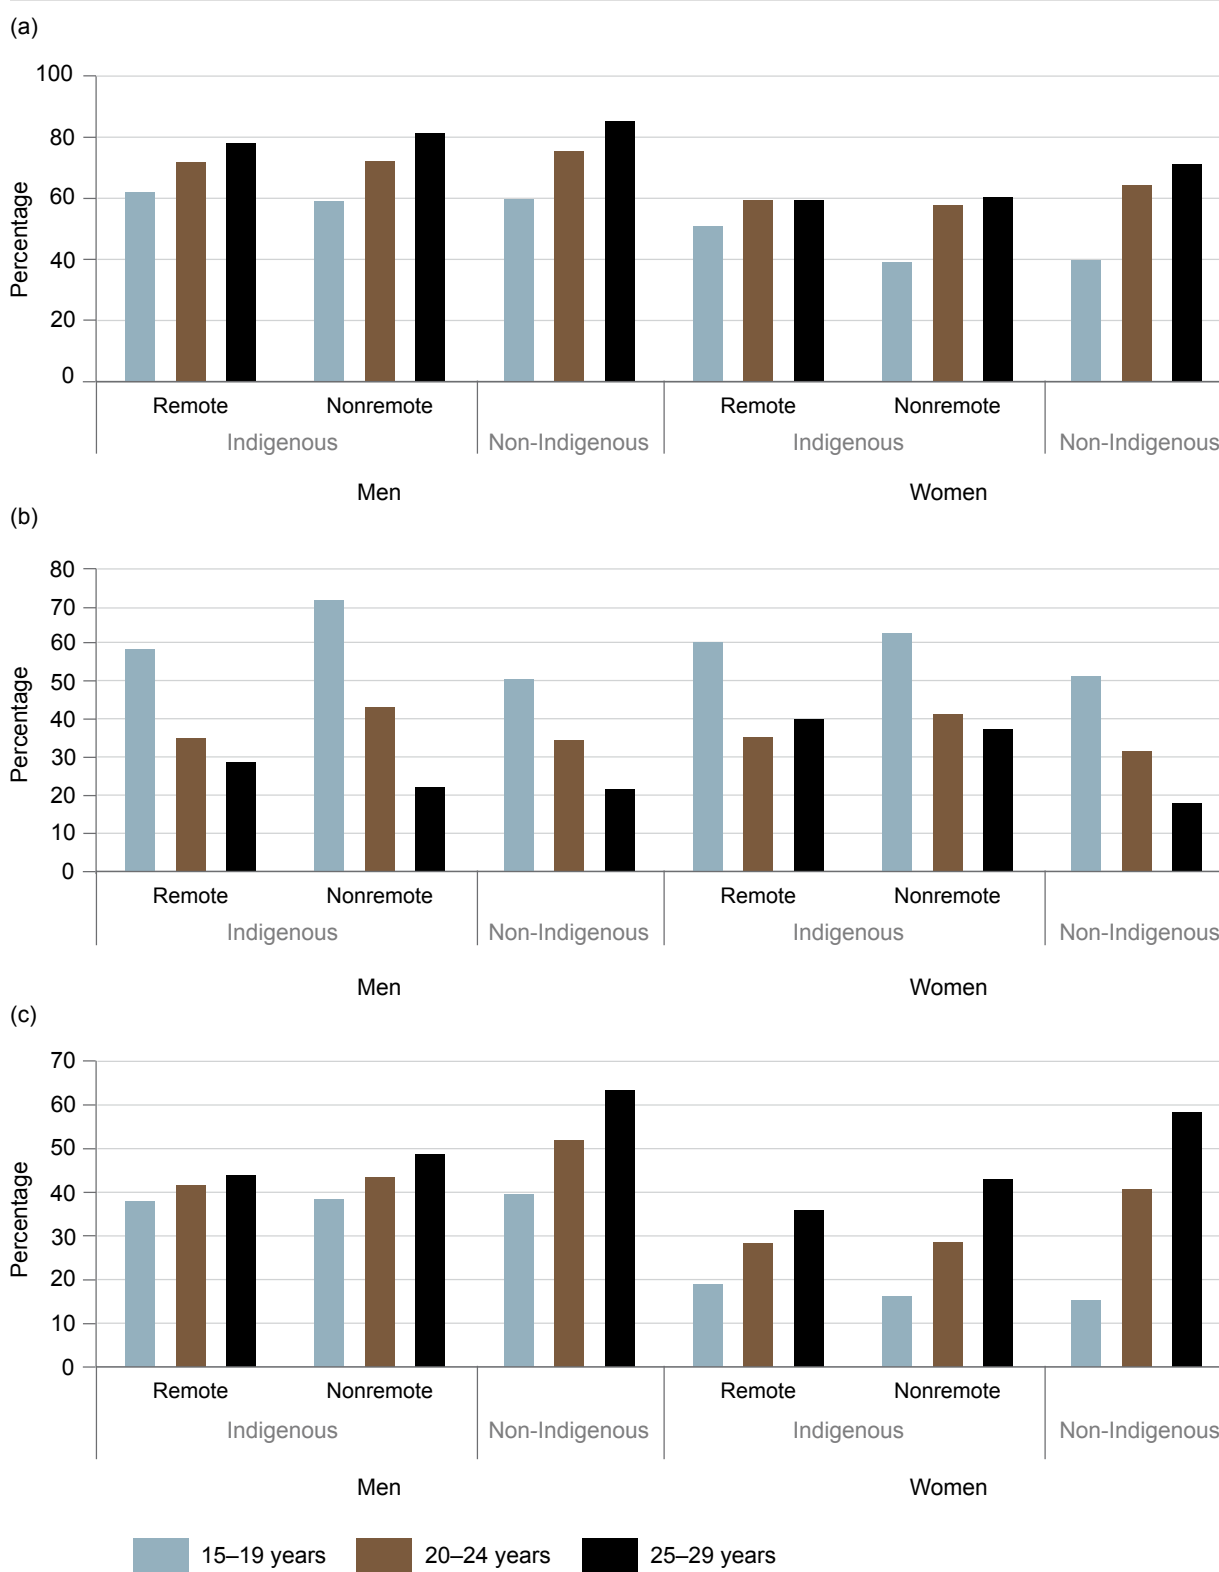 (a)
100
80
60
40
20
0
Percentage
Remote Nonremote Remote Nonremote
Indigenous Non-Indigenous Indigenous Non-Indigenous
Men Women
(b)
80
70
60
50
40
30
20
10
0
Percentage
Remote Nonremote Remote Nonremote
Indigenous Non-Indigenous Indigenous Non-Indigenous
Men Women
(c)
70
60
50
40
30
20
10
0
Percentage
Remote Nonremote Remote Nonremote
Indigenous Non-Indigenous Indigenous Non-Indigenous
Men Women
15–19 years 20–24 years 25–29 years